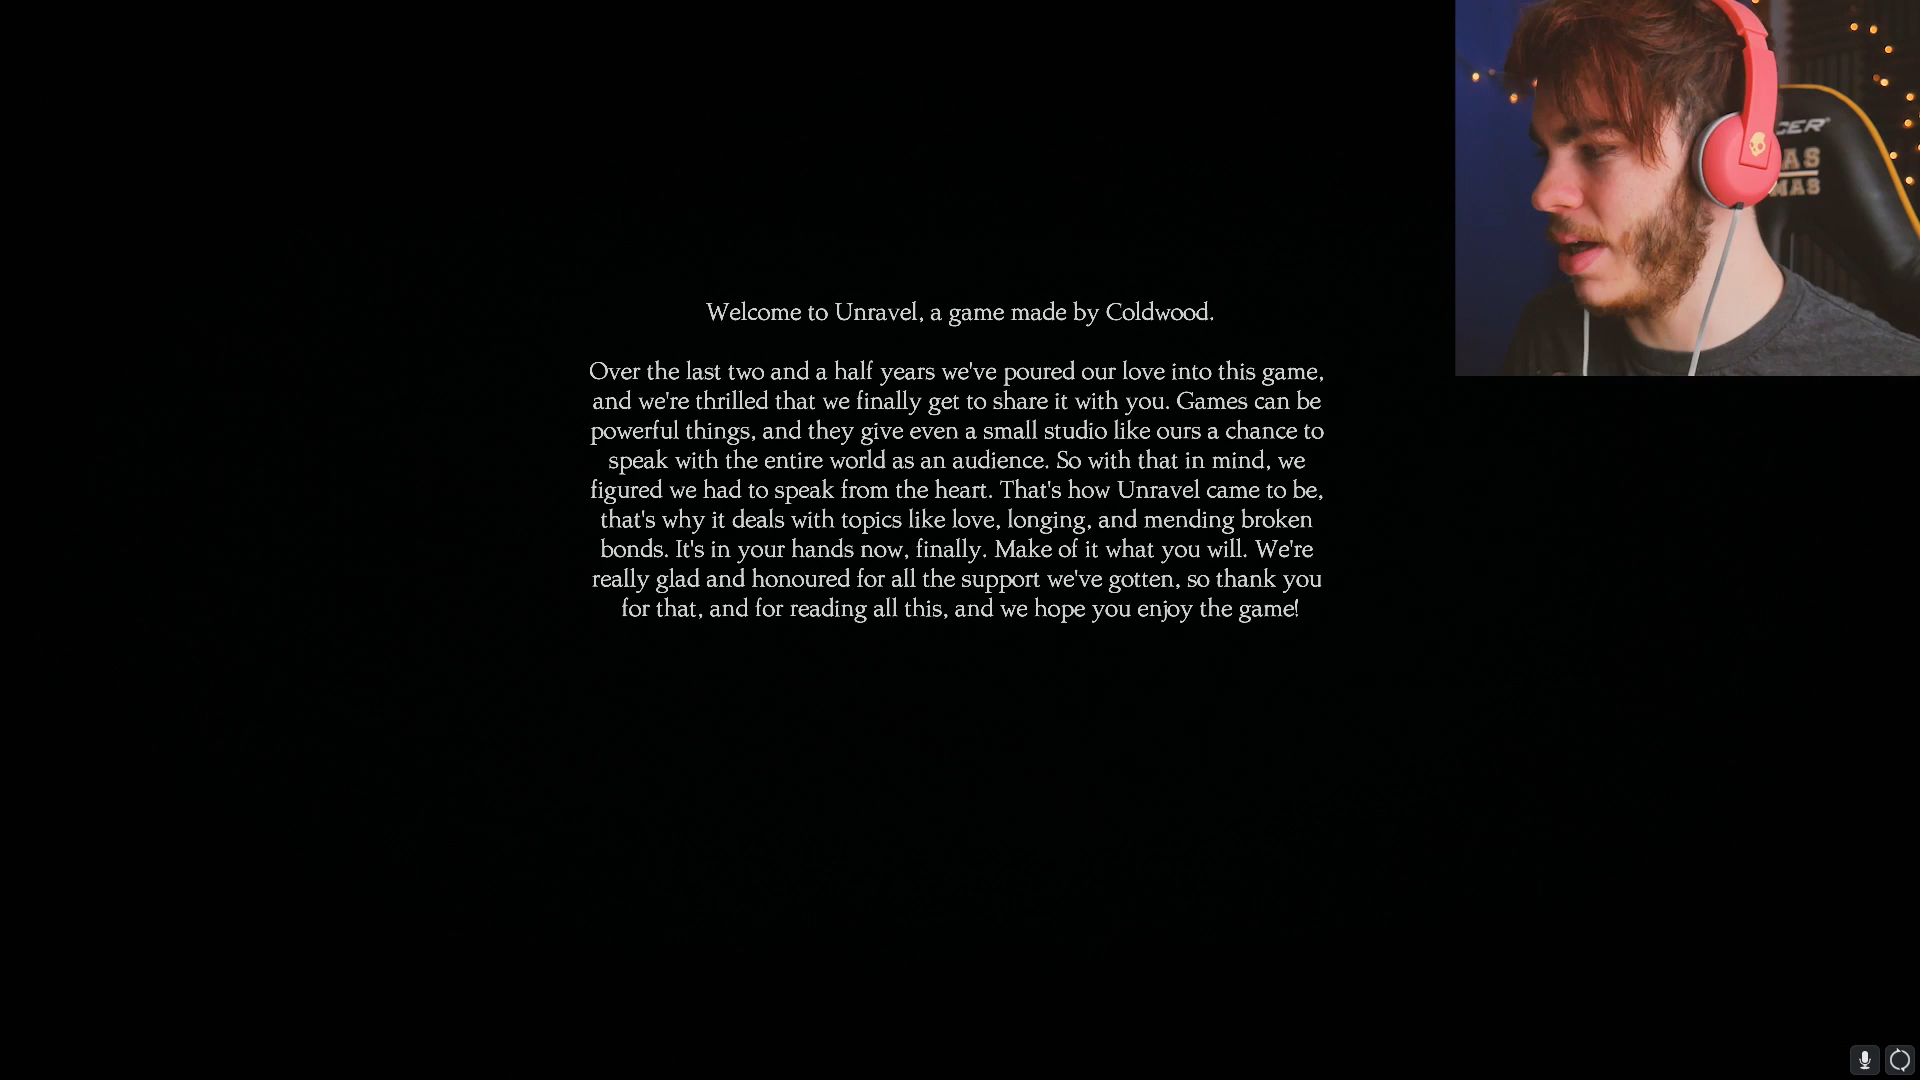 Welcome to Unravel, a game made by Coldwood.
Over the last two and a half years we've poured our love into this game,
and we're thrilled that we finally get to share it with you. Games can be
powerful things, and they give even a small studio like ours a chance to
speak with the entire world as an audience. So with that in mind, we
figured we had to speak from the heart. That's how Unravel came to be,
that's why it deals with topics like love, longing, and mending broken
bonds. It's in your hands now, finally. Make of it what you will. We're
really glad and honoured for all the support we've gotten, so thank you
for that, and for reading all this, and we hope you enjoy the game!